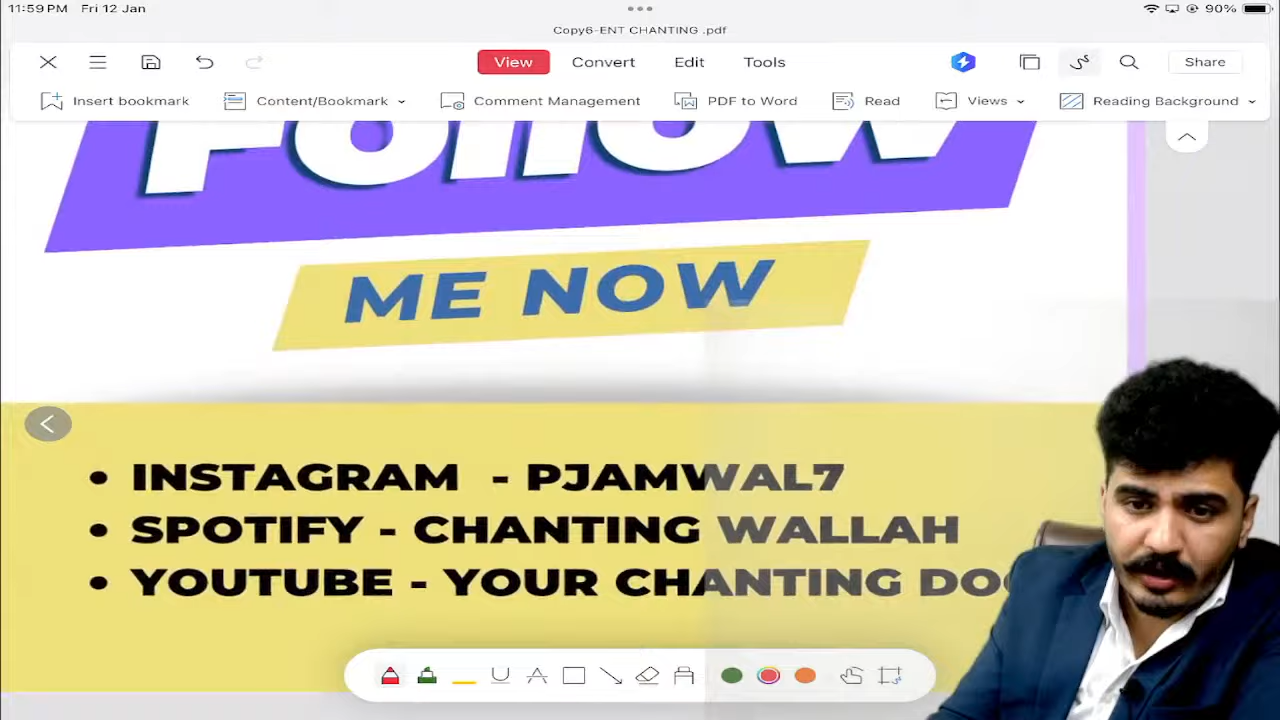 11:59 PM Fri 12 Jan 90%
Copy6-ENT CHANTING .pdf
View Convert Edit Tools Share
Insert bookmark Content/Bookmark Comment Management PDF to Word Read Views Reading Background
Follow
ME NOW
• INSTAGRAM - PJAMWAL7
• SPOTIFY - CHANTING WALLAH
• YOUTUBE - YOUR CHANTING